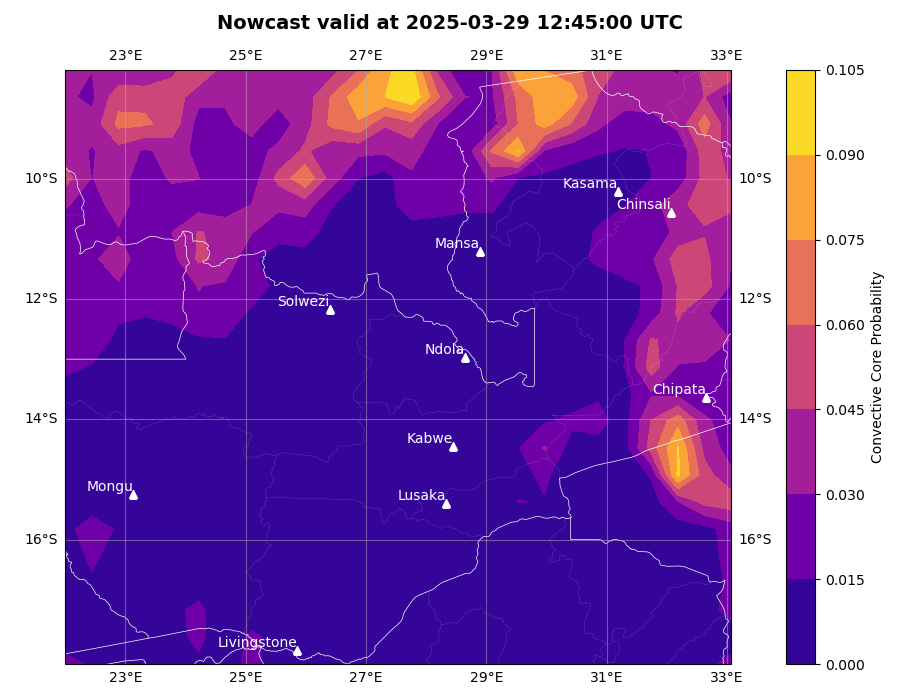 Nowcast valid at 2025-03-29 12:45:00 UTC
23°E 25°E 27°E 29°E 31°E 33°E
0.105
0.090
10°S Kasama 10°S
Chinsali
0.075
Mansa
12°S Solwezi 12°S
0.060
Ndola
Convective Core Probability
Chipata
0.045
14°S 14°S
Kabwe
Mongu Lusaka
0.030
16°S 16°S
0.015
Livingstone
0.000
23°E 25°E 27°E 29°E 31°E 33°E